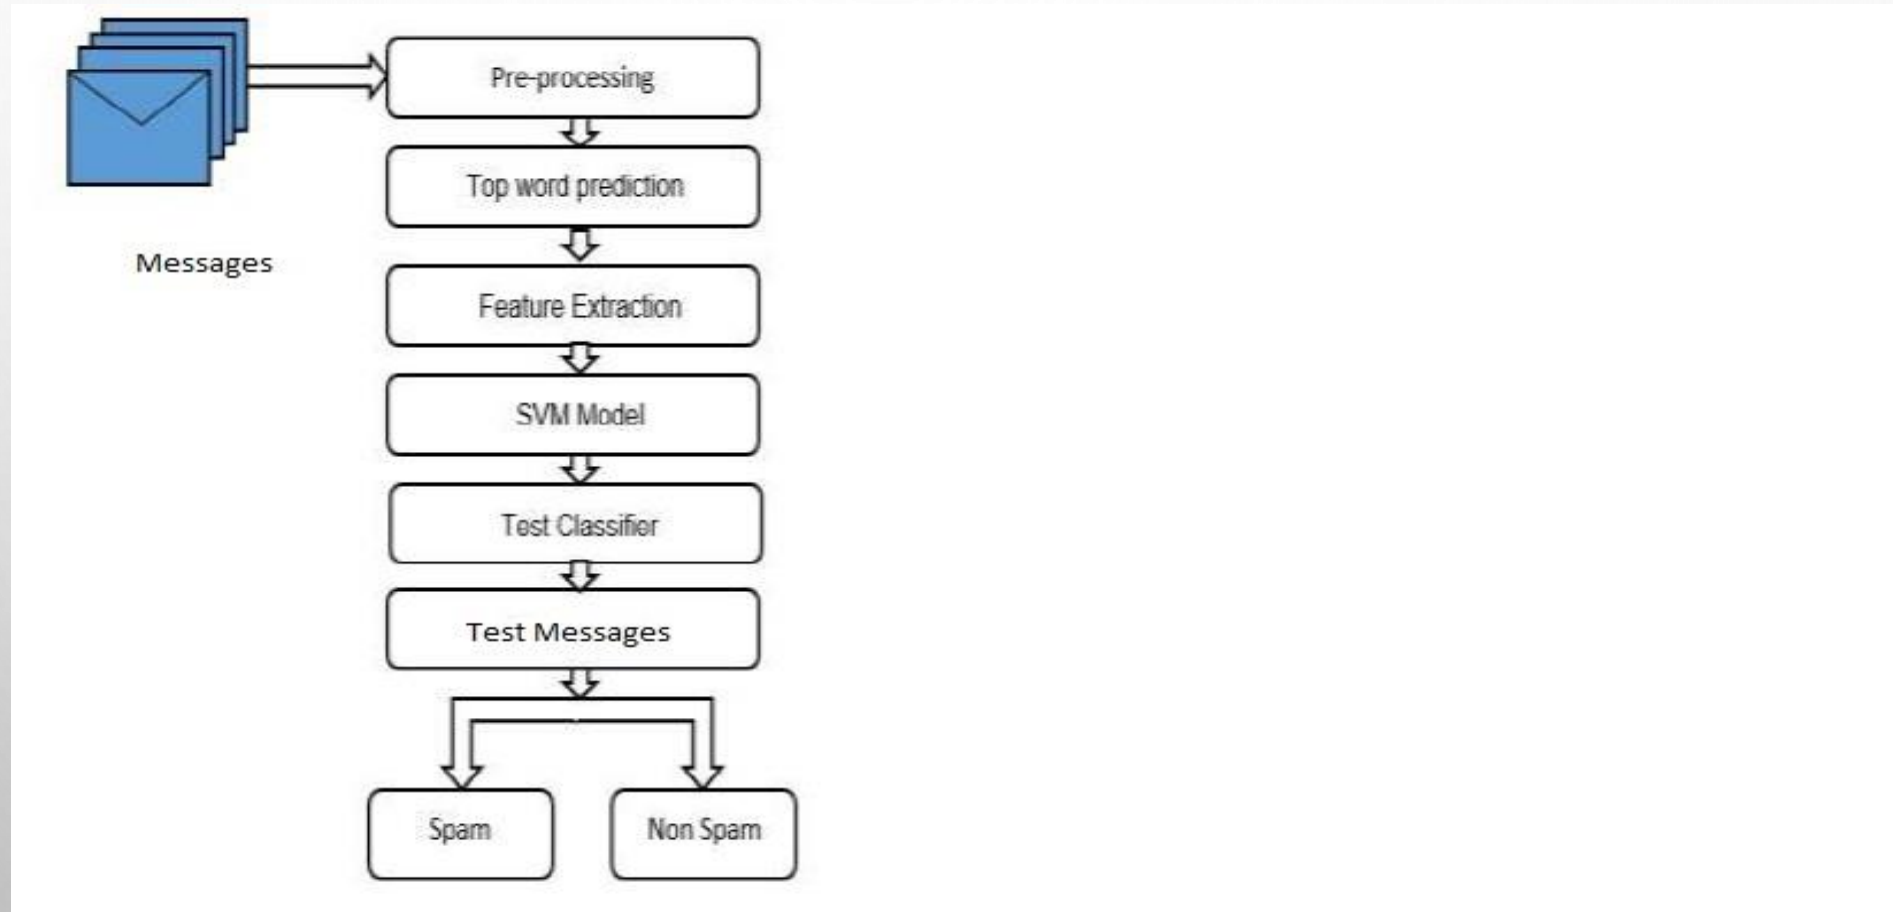 Pre-processing
Top word prediction
Messages
Feature Extraction
SVM Model
Test Classifier
Test Messages
Spam
Non Spam